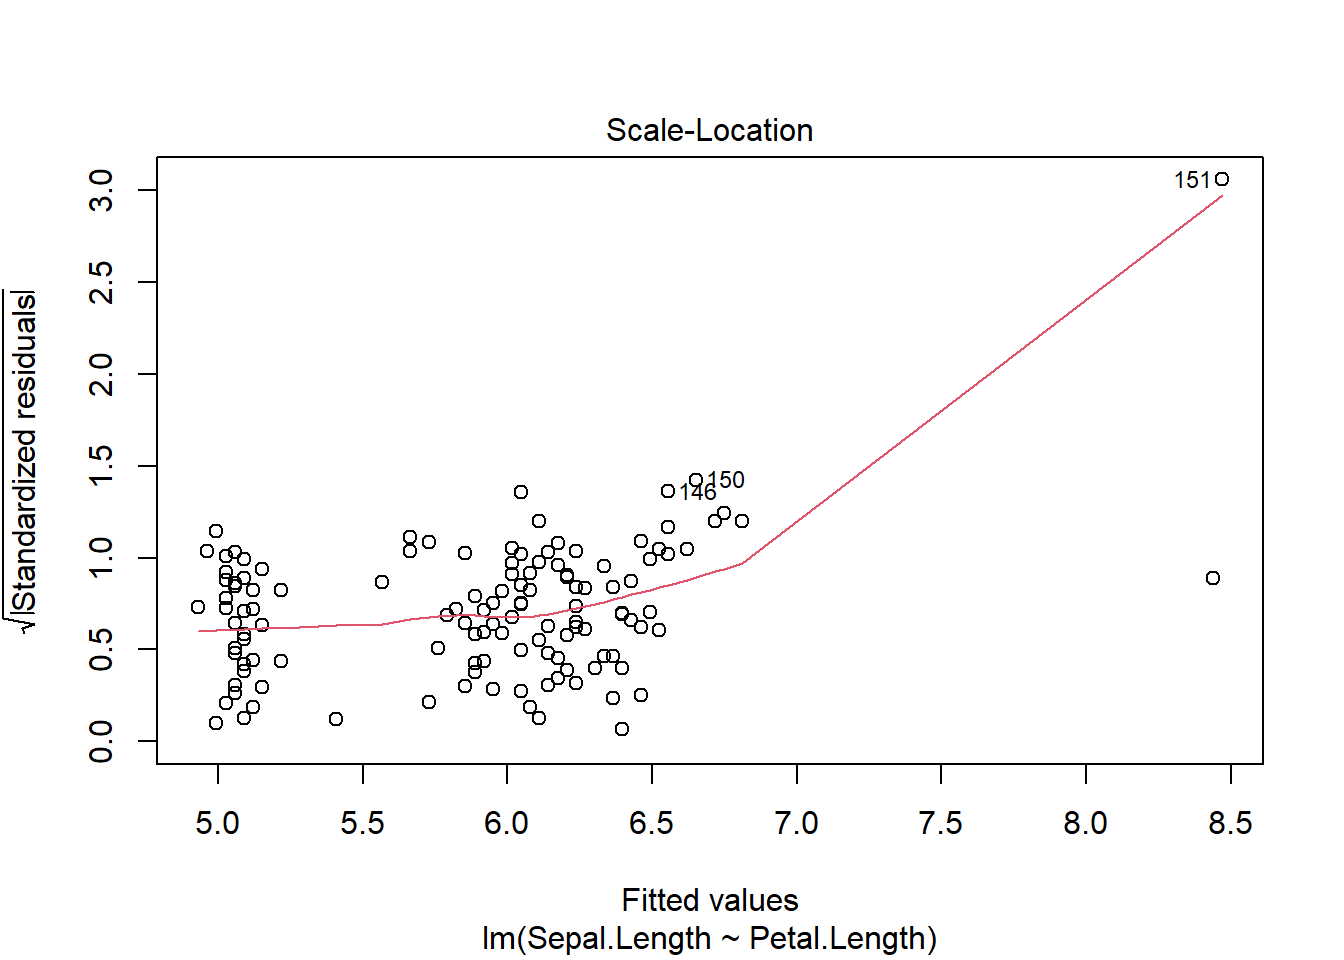 Scale-Location
√|Standardized residuals|
3.0
2.5
2.0
1.5
1.0
0.5
0.0
151
150
146
5.0 5.5 6.0 6.5 7.0 7.5 8.0 8.5
Fitted values
lm(Sepal.Length ~ Petal.Length)